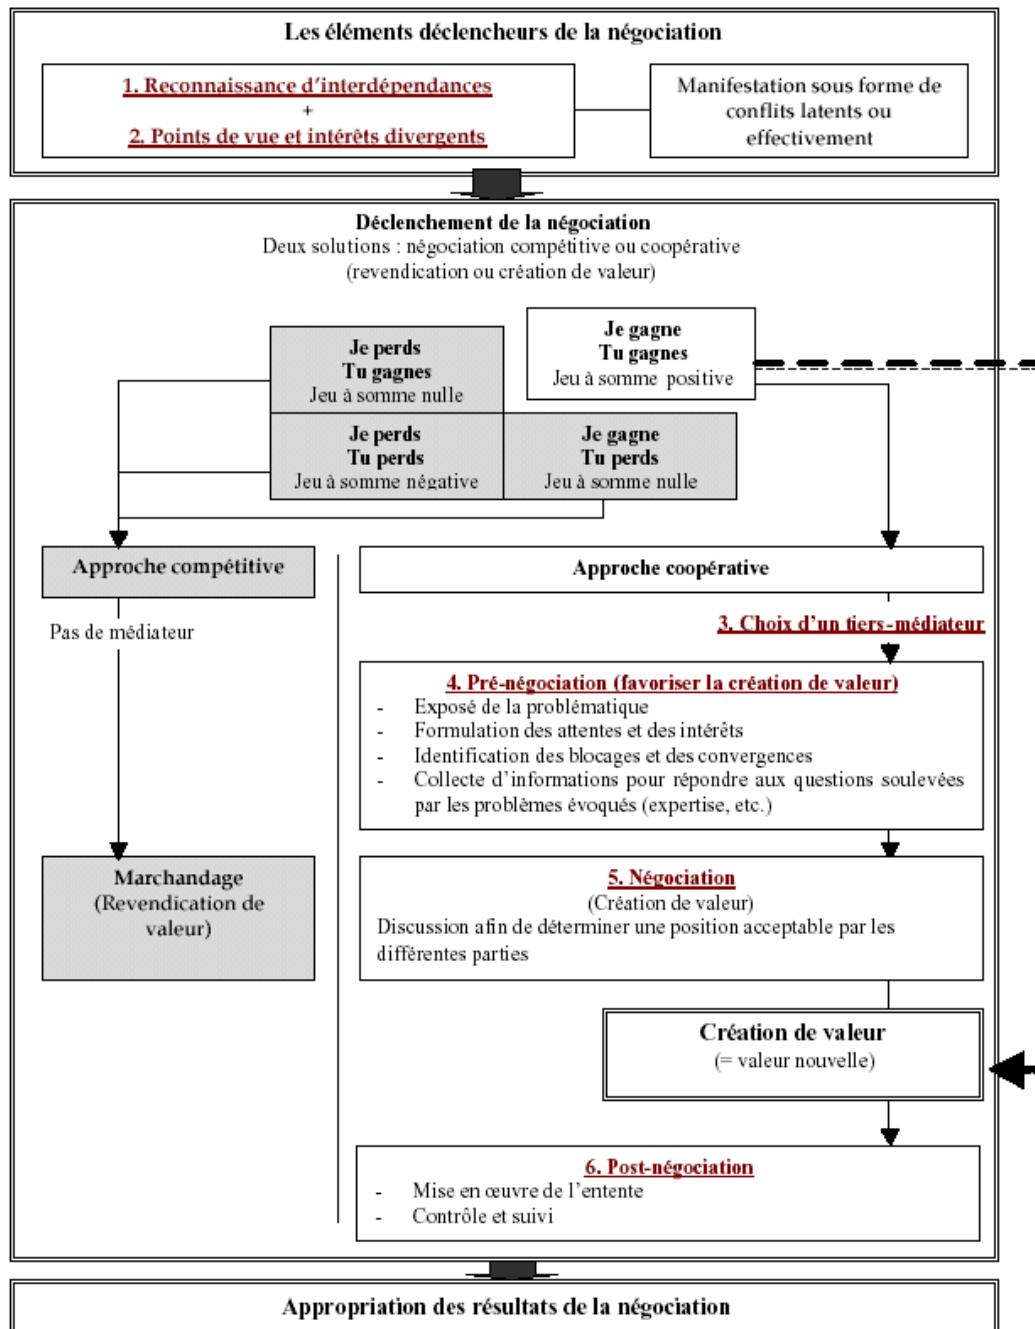 Les éléments déclencheurs de la négociation
1. Reconnaissance d'interdépendances
+
2. Points de vue et intérêts divergents
Manifestation sous forme de
conflits latents ou
effectivement
Déclenchement de la négociation
Deux solutions : négociation compétitive ou coopérative
(revendication ou création de valeur)
Je perds
Tu gagnes
Jeu à somme nulle
Je gagne
Tu gagnes
Jeu à somme positive
Je perds
Tu perds
Jeu à somme négative
Je gagne
Tu perds
Jeu à somme nulle
Approche compétitive
Approche coopérative
Pas de médiateur
3. Choix d'un tiers-médiateur
4. Pré-négociation (favoriser la création de valeur)
- Exposé de la problématique
- Formulation des attentes et des intérêts
- Identification des blocages et des convergences
- Collecte d'informations pour répondre aux questions soulevées
par les problèmes évoqués (expertise, etc.)
Marchandage
(Revendication de
valeur)
5. Négociation
(Création de valeur)
Discussion afin de déterminer une position acceptable par les
différentes parties
Création de valeur
(= valeur nouvelle)
6. Post-négociation
- Mise en œuvre de l'entente
- Contrôle et suivi
Appropriation des résultats de la négociation